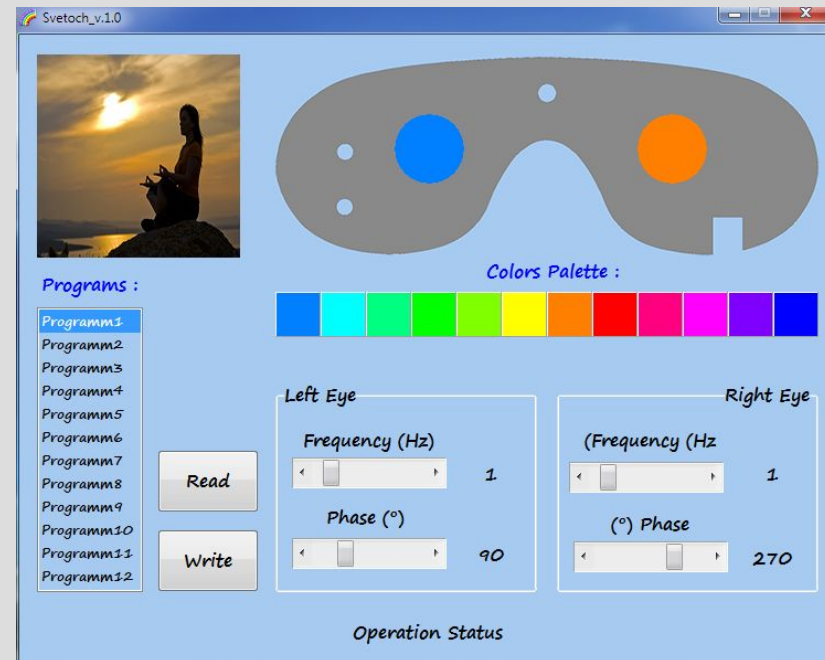 Svetoch_v.1.0
Programs :
Programm1
Programm2
Programm3
Programm4
Programm5
Programm6
Programm7
Programm8
Programm9
Programm10
Programm11
Programm12
Read
Write
Colors Palette :
Left Eye
Frequency (Hz)
1
Phase (°)
90
Right Eye
(Frequency (Hz
1
(°) Phase
270
Operation Status